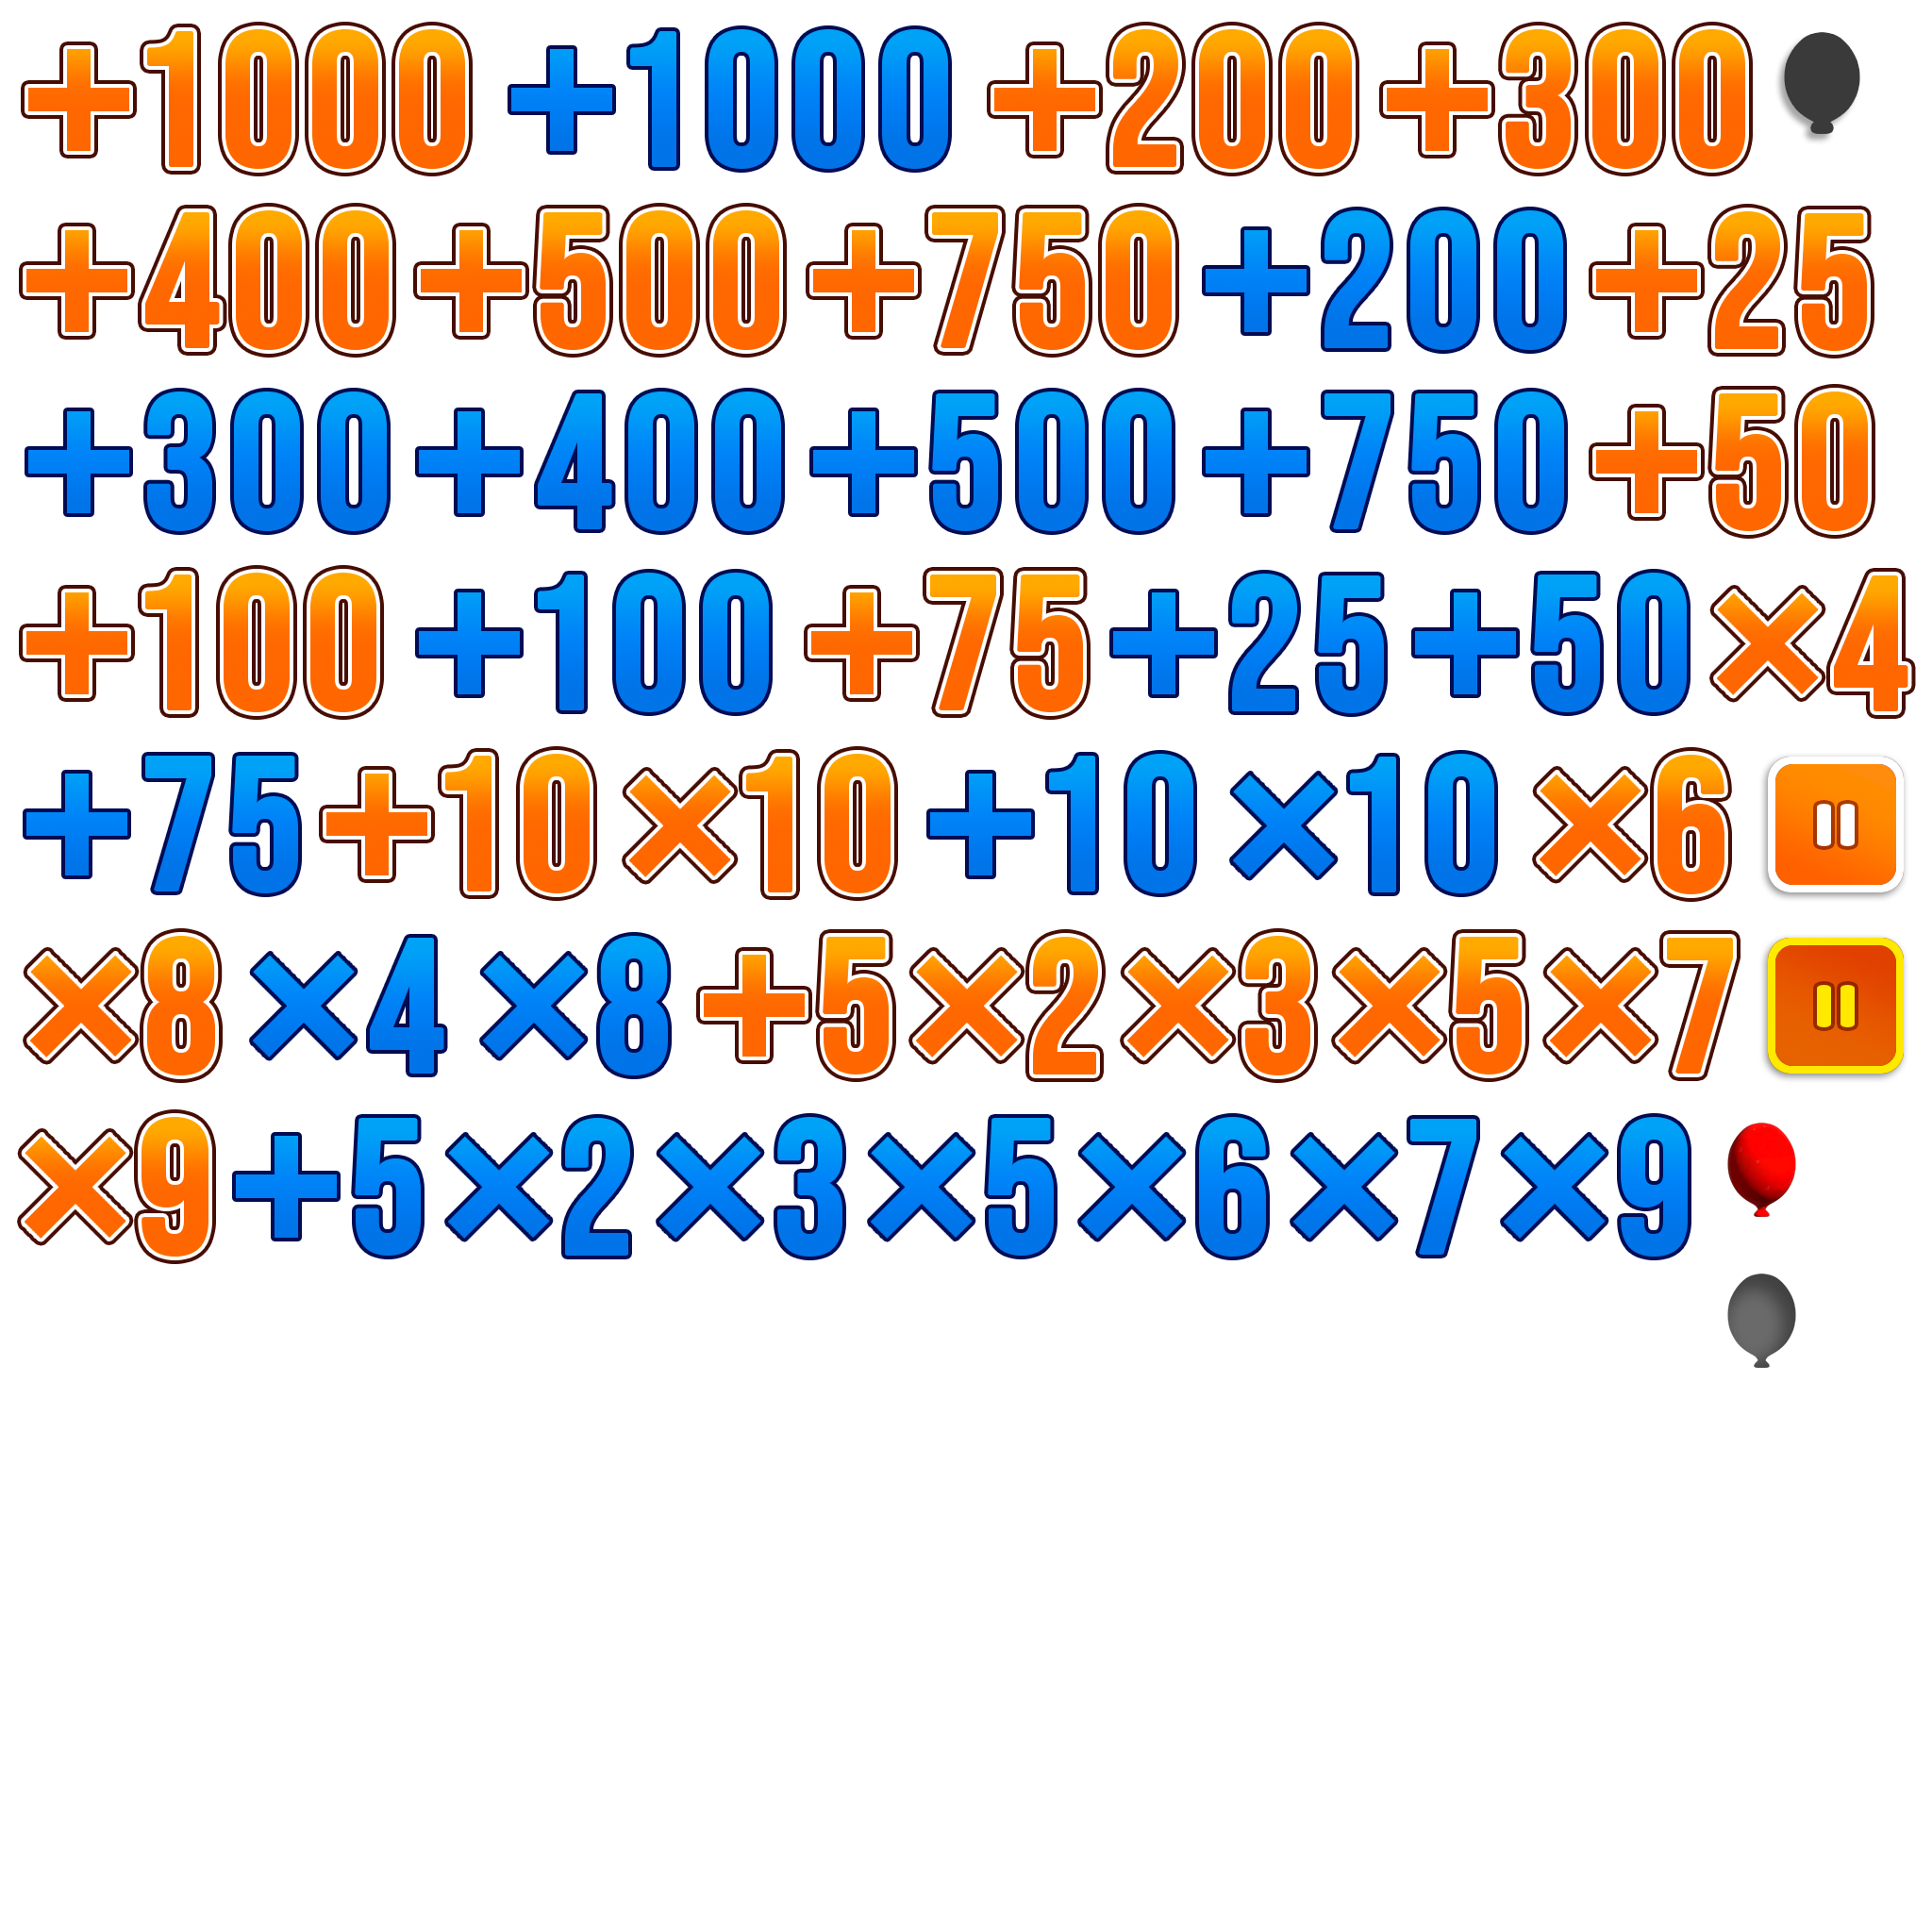 +1000 +1000 +200 +300
+400 +500 +750 +200 +25
+300 +400 +500 +750 +50
+100 +100 +75 +25 +50 ×4
+75 +10 ×10 +10 ×10 ×6
×8 ×4 ×8 +5 ×2 ×3 ×5 ×7
×9 +5 ×2 ×3 ×5 ×6 ×7 ×9